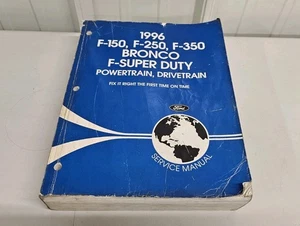 1996
F-150, F-250, F-350
BRONCO
F-SUPER DUTY
POWERTRAIN, DRIVETRAIN
FIX IT RIGHT THE FIRST TIME ON TIME
Ford
SERVICE MANUAL